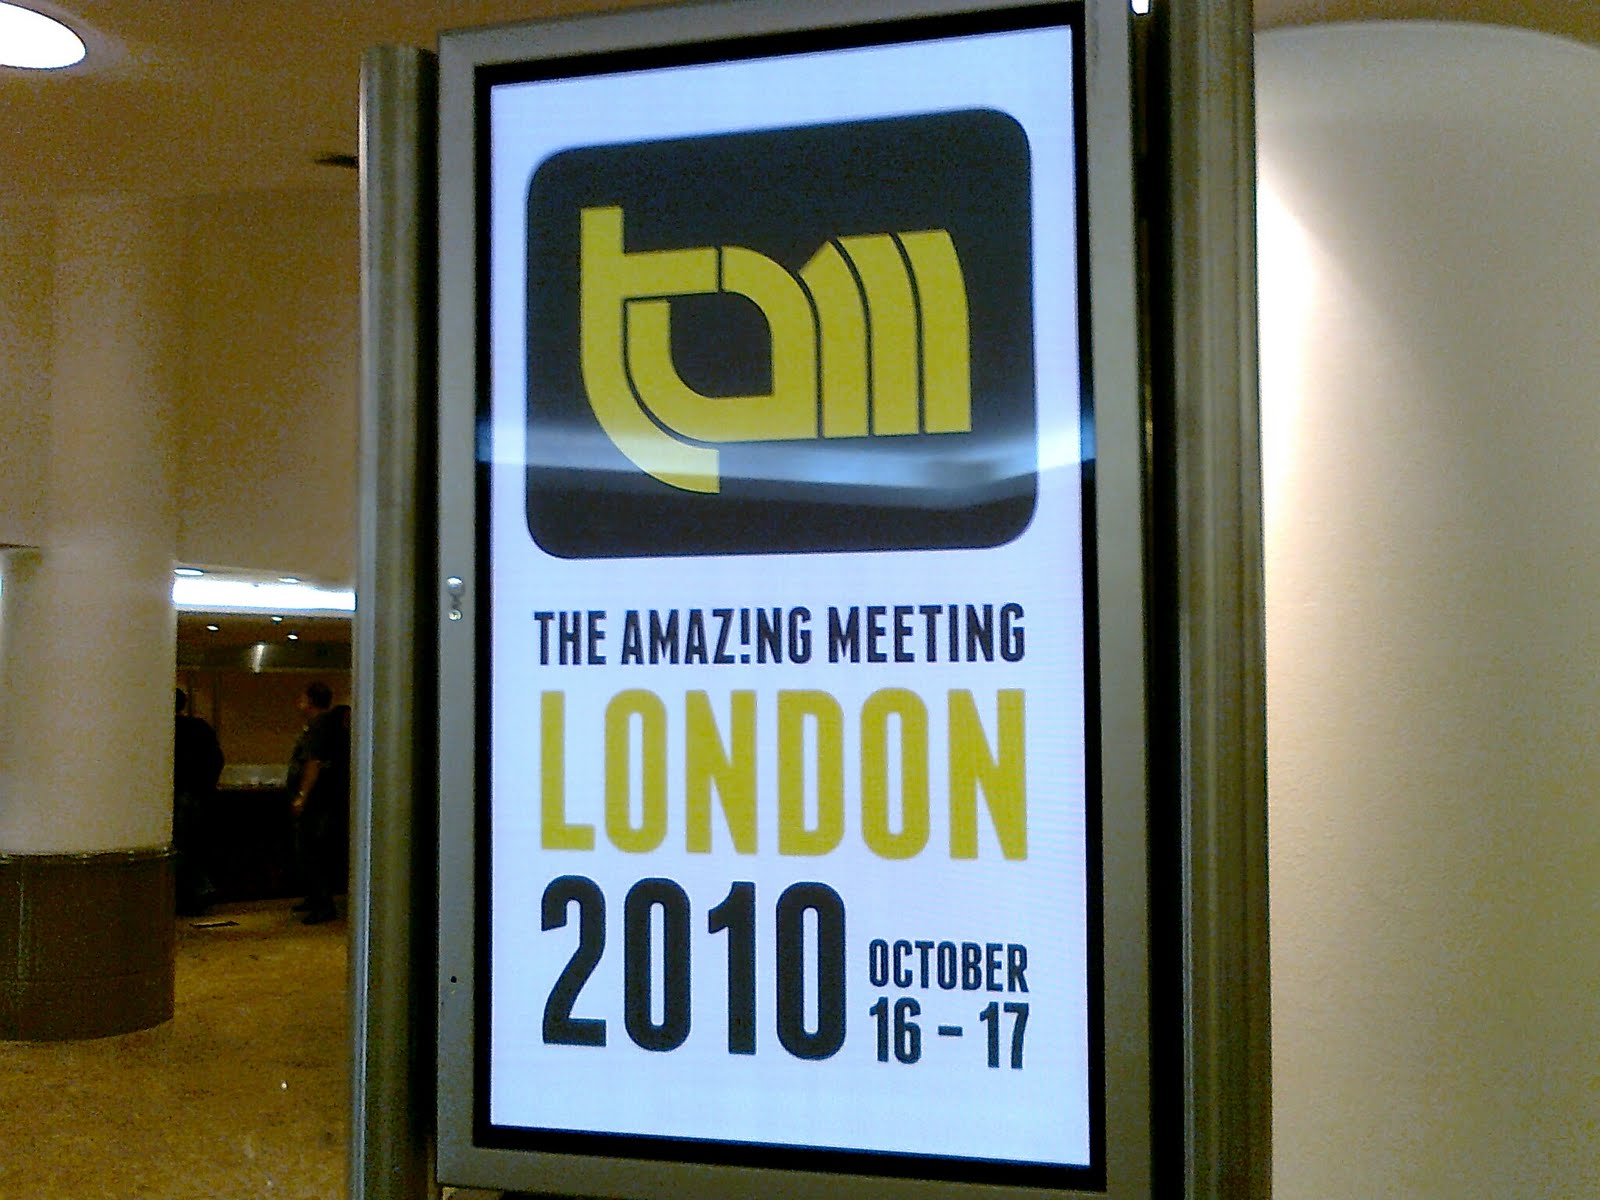 tam
THE AMAZ!NG MEETING
LONDON
2010
OCTOBER
16 – 17